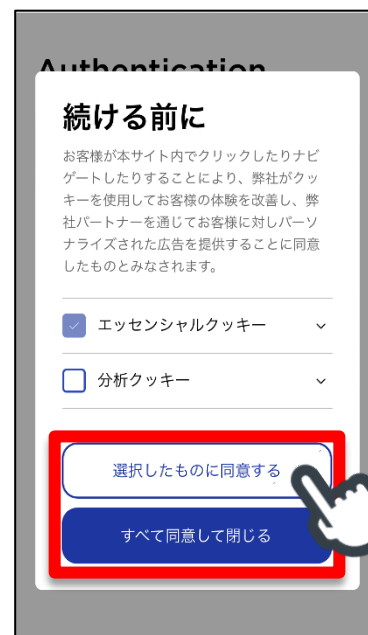 Authentication
続ける前に
お客様が本サイト内でクリックしたりナビ
ゲートしたりすることにより、弊社がクッ
キーを使用してお客様の体験を改善し、弊
社パートナーを通じてお客様に対しパーソ
ナライズされた広告を提供することに同意
したものとみなされます。
エッセンシャルクッキー
分析クッキー
選択したものに同意する
すべて同意して閉じる